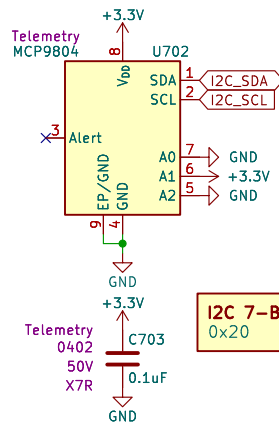 +3.3V
Telemetry
MCP9804
U702
8
VDD
SDA 1 I2C_SDA
SCL 2 I2C_SCL
3 Alert
A0 7 GND
A1 6 +3.3V
A2 5 GND
EP/GND
GND
9 4
GND
+3.3V
Telemetry
C703
0402
50V
X7R
0.1uF
GND
I2C 7-B
0x20